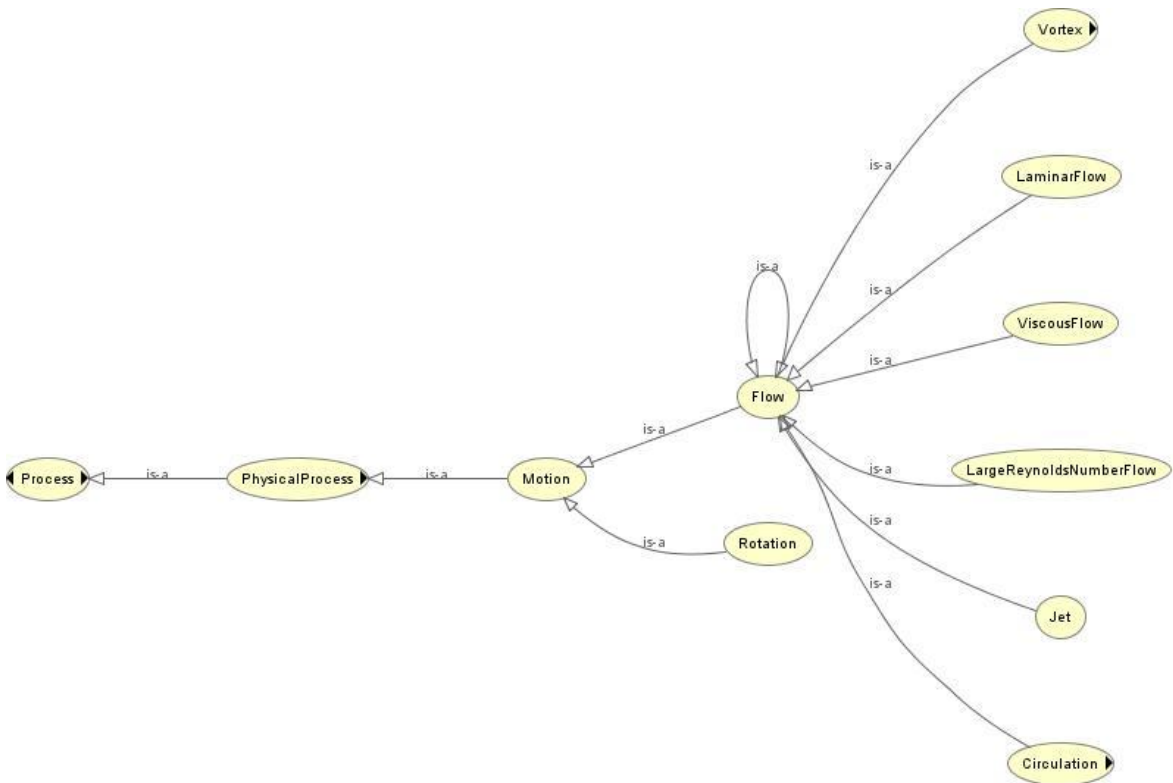 Vortex
is-a
LaminarFlow
is-a
is-a
ViscousFlow
is-a
Flow
is-a
Process
is-a
PhysicalProcess
is-a
Motion
is-a
LargeReynoldsNumberFlow
is-a
Rotation
is-a
is-a
Jet
Circulation